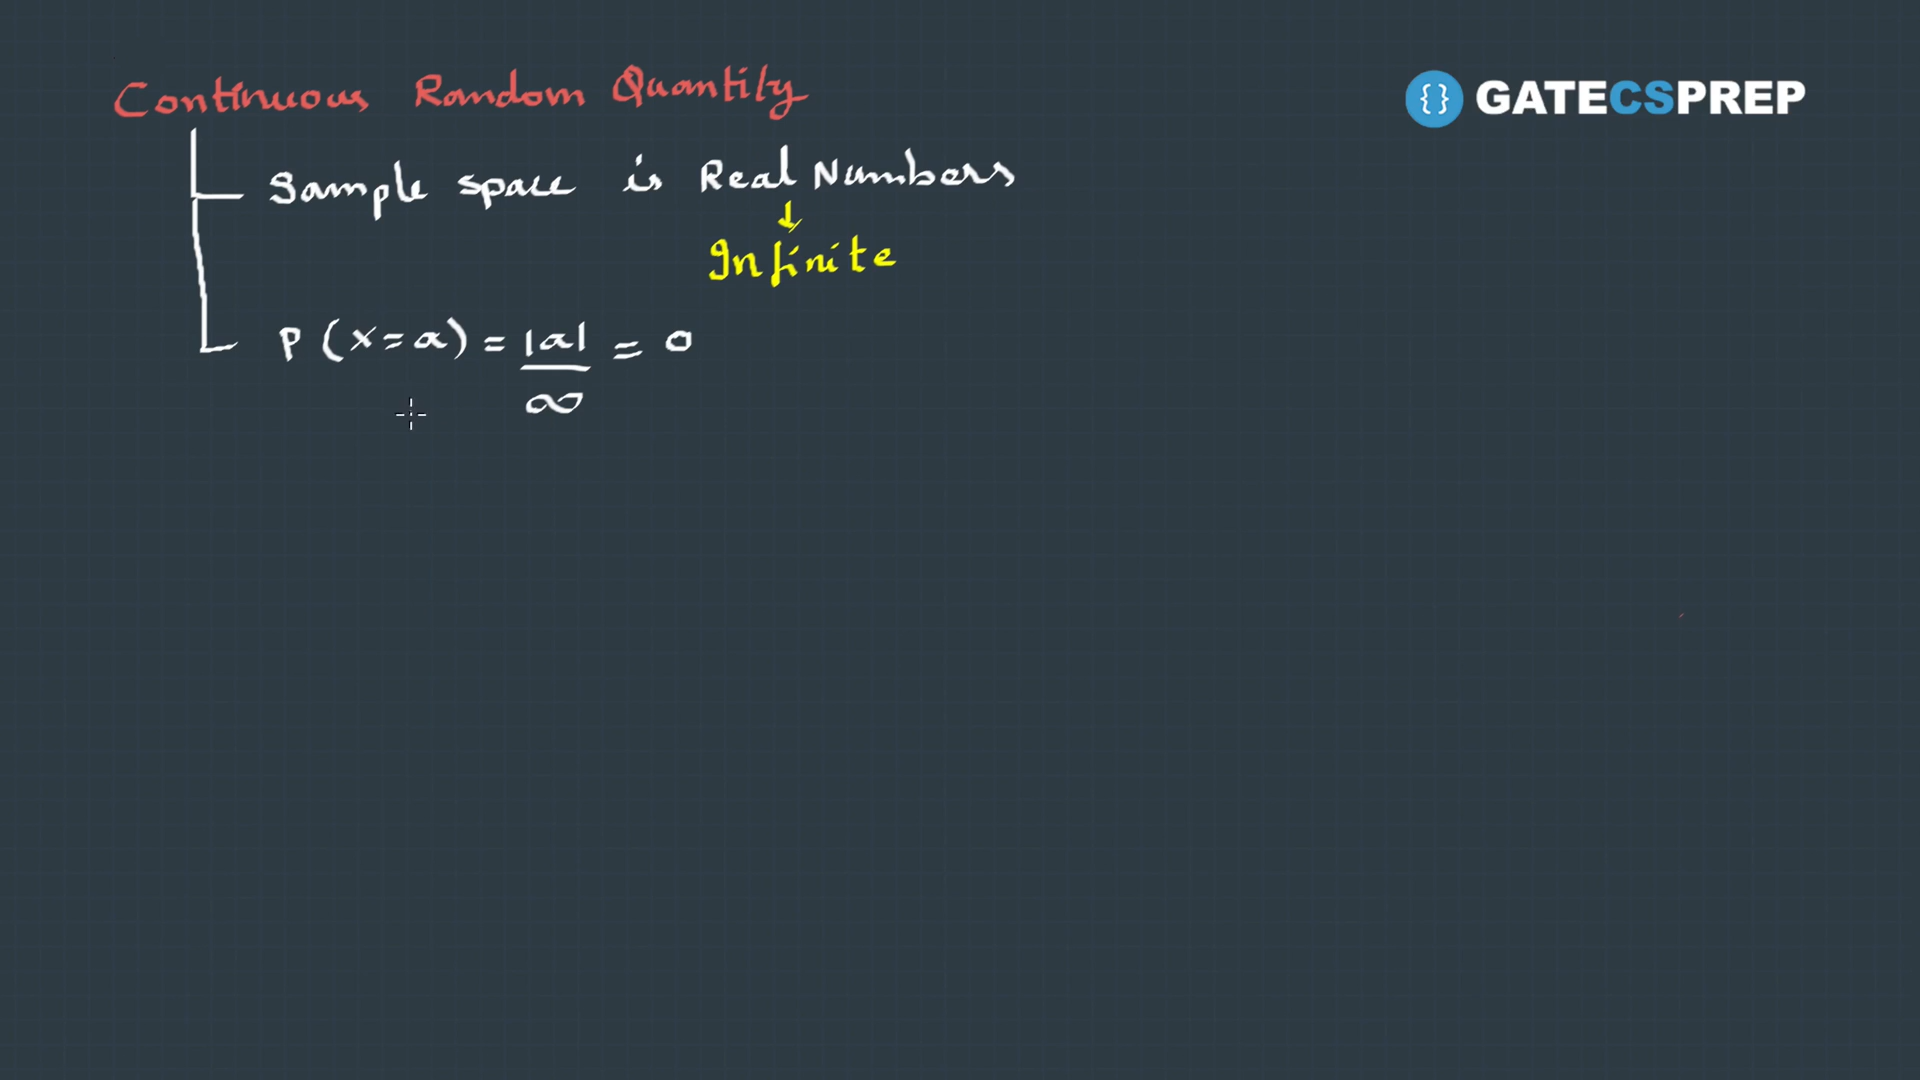 Continuous Random Quantity
{} GATECSPREP
Sample space is Real Numbers
↓
Infinite
P(x=a) = |a|/∞ = 0